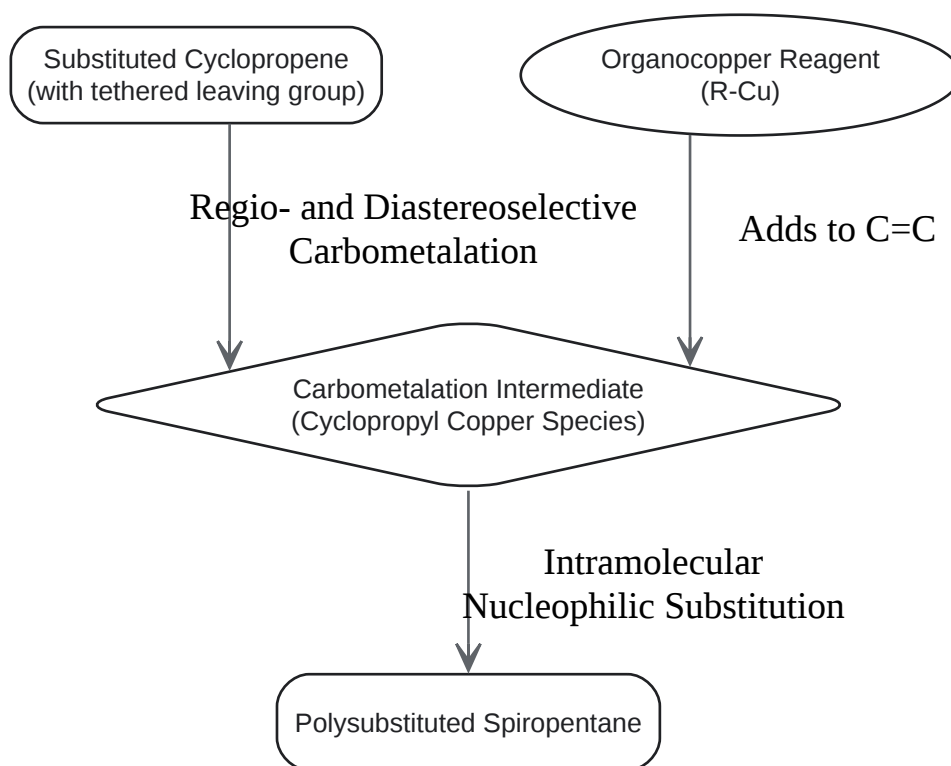 Substituted Cyclopropene
(with tethered leaving group)
Organocopper Reagent
(R-Cu)
Regio- and Diastereoselective
Carbometalation
Adds to C=C
Carbometalation Intermediate
(Cyclopropyl Copper Species)
Intramolecular
Nucleophilic Substitution
Polysubstituted Spiropentane